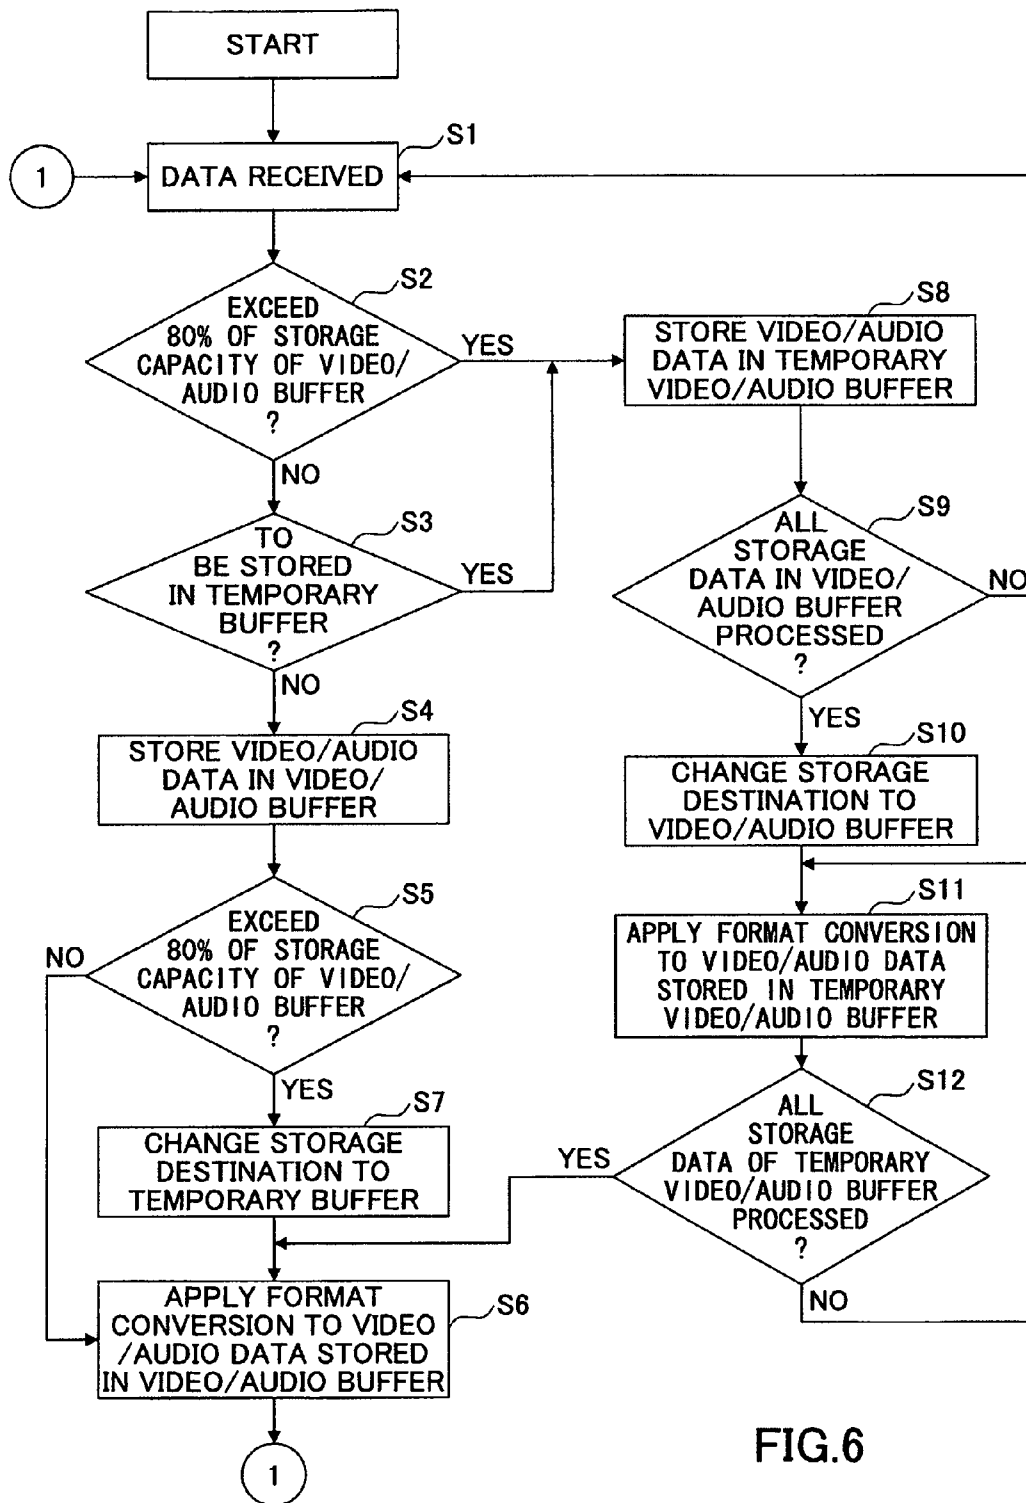 START
S1
1
DATA RECEIVED
S2
EXCEED
80% OF STORAGE
CAPACITY OF VIDEO/
AUDIO BUFFER
?
YES
NO
S3
TO
BE STORED
IN TEMPORARY
BUFFER
?
YES
NO
S4
STORE VIDEO/AUDIO
DATA IN VIDEO/
AUDIO BUFFER
S5
EXCEED
80% OF STORAGE
CAPACITY OF VIDEO/
AUDIO BUFFER
?
NO
YES
S7
CHANGE STORAGE
DESTINATION TO
TEMPORARY BUFFER
S6
APPLY FORMAT
CONVERSION TO VIDEO
/AUDIO DATA STORED
IN VIDEO/AUDIO BUFFER
1
S8
STORE VIDEO/AUDIO
DATA IN TEMPORARY
VIDEO/AUDIO BUFFER
S9
ALL
STORAGE
DATA IN VIDEO/
AUDIO BUFFER
PROCESSED
?
NO
YES
S10
CHANGE STORAGE
DESTINATION TO
VIDEO/AUDIO BUFFER
S11
APPLY FORMAT CONVERSION
TO VIDEO/AUDIO DATA
STORED IN TEMPORARY
VIDEO/AUDIO BUFFER
S12
ALL
STORAGE
DATA OF TEMPORARY
VIDEO/AUDIO BUFFER
PROCESSED
?
YES
NO
FIG.6